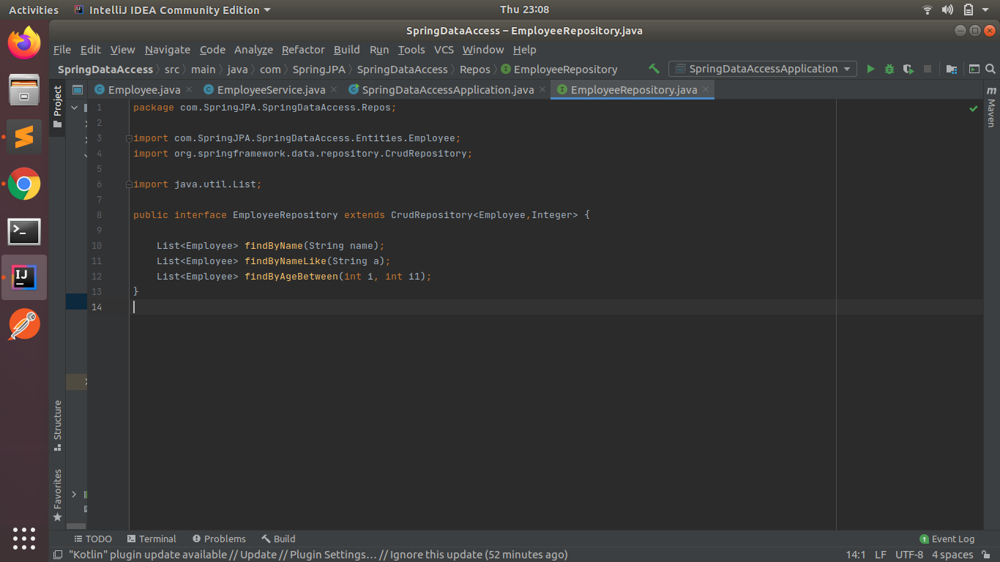 Activities IntelliJ IDEA Community Edition Thu 23:08
SpringDataAccess – EmployeeRepository.java
File Edit View Navigate Code Analyze Refactor Build Run Tools VCS Window Help
SpringDataAccess src main java com SpringJPA SpringDataAccess Repos EmployeeRepository SpringDataAccessApplication
Project Employee.java EmployeeService.java SpringDataAccessApplication.java EmployeeRepository.java m Maven
1 package com.SpringJPA.SpringDataAccess.Repos;
2
3 import com.SpringJPA.SpringDataAccess.Entities.Employee;
4 import org.springframework.data.repository.CrudRepository;
5
6 import java.util.List;
7
8 public interface EmployeeRepository extends CrudRepository<Employee,Integer> {
9
10 List<Employee> findByName(String name);
11 List<Employee> findByNameLike(String a);
12 List<Employee> findByAgeBetween(int i, int i1);
13 }
14
IJ
Structure
Favorites
TODO Terminal Problems Build 1 Event Log
"Kotlin" plugin update available // Update // Plugin Settings... // Ignore this update (52 minutes ago) 14:1 LF UTF-8 4 spaces